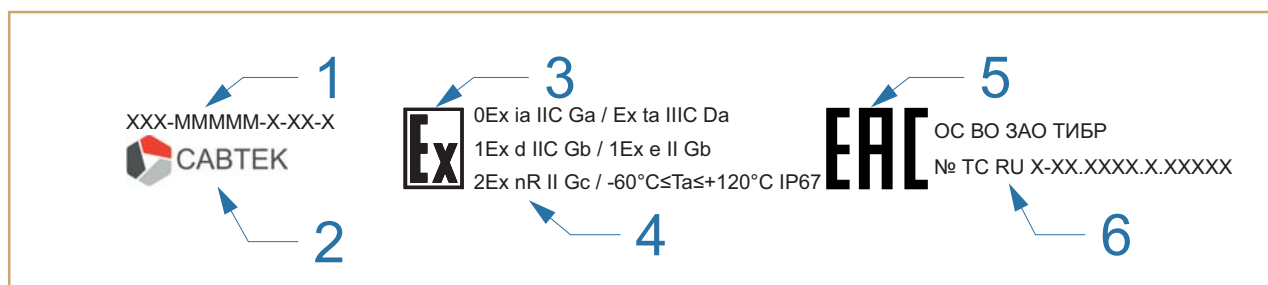 1 3 5
XXX-MMMMM-X-XX-X
САВТЕК
2
Ex
0Ex ia IIC Ga / Ex ta IIIC Da
1Ex d IIC Gb / 1Ex e II Gb
2Ex nR II Gc / -60°C≤Ta≤+120°C IP67
4
EAC
ОС ВО ЗАО ТИБР
№ ТС RU X-XX.XXXX.X.XXXXX
6